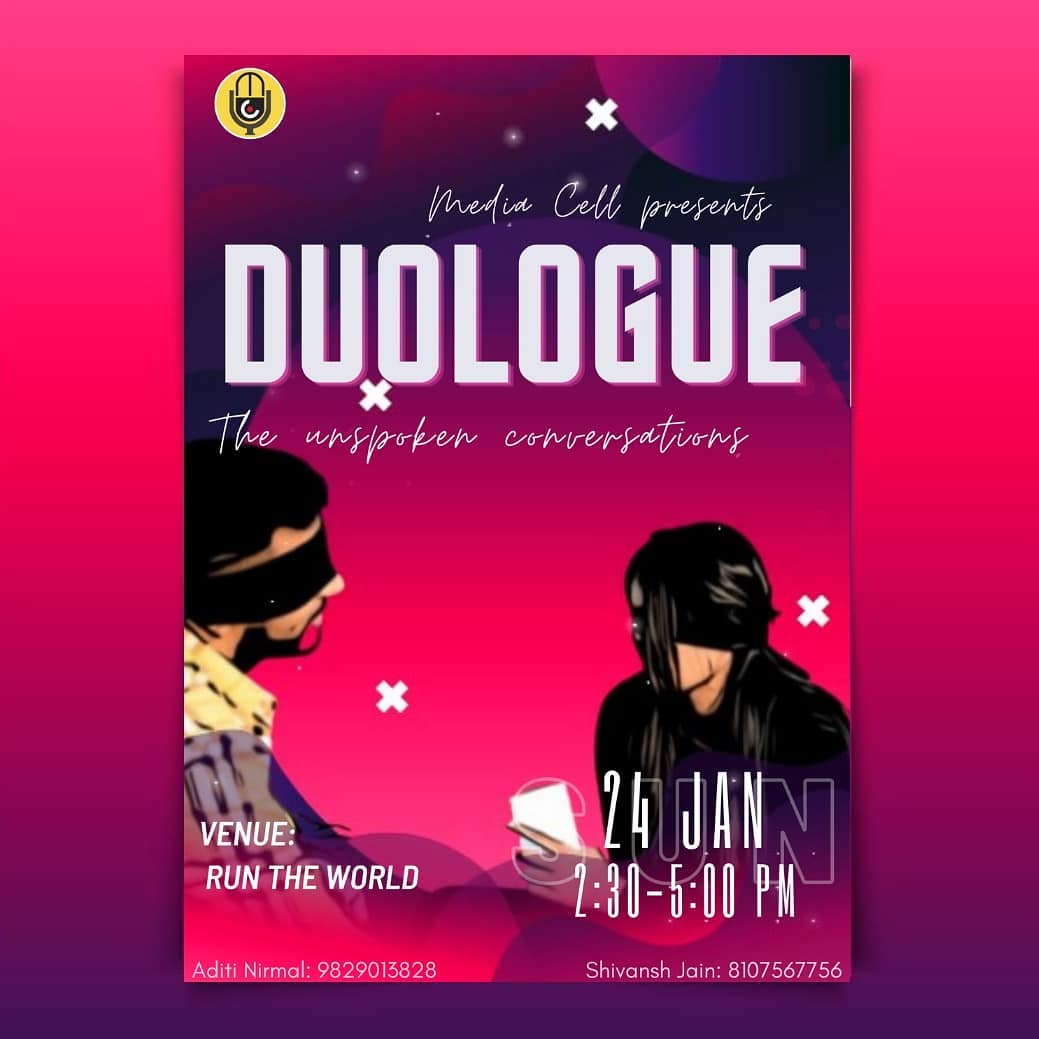 Media Cell presents
DUOLOGUE
The unspoken conversations
SUN
24 JAN
2:30-5:00 PM
VENUE:
RUN THE WORLD
Aditi Nirmal: 9829013828
Shivansh Jain: 8107567756